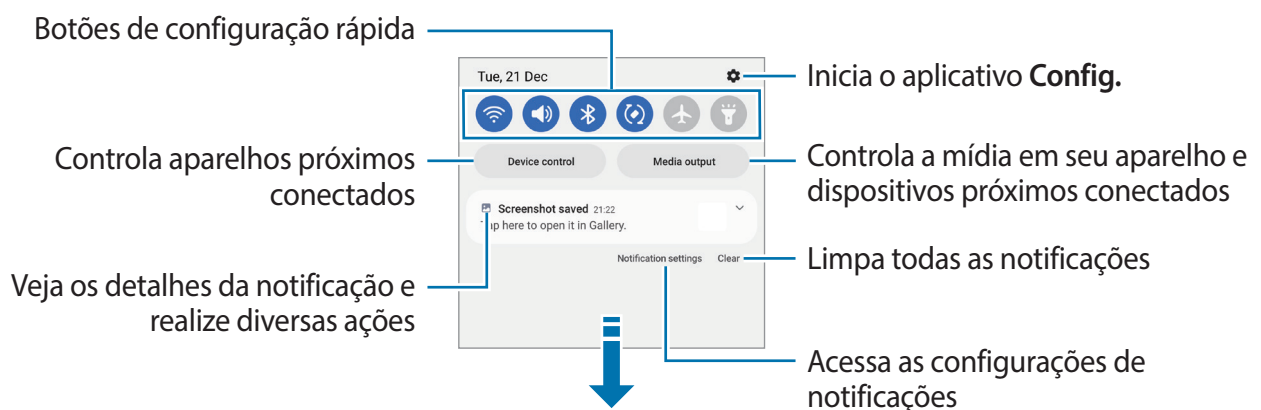 Botões de configuração rápida
Tue, 21 Dec
Inicia o aplicativo Config.
Controla aparelhos próximos
conectados
Device control
Media output
Controla a mídia em seu aparelho e
dispositivos próximos conectados
Screenshot saved 21:22
here to open it in Gallery.
Notification settings Clear
Limpa todas as notificações
Veja os detalhes da notificação e
realize diversas ações
Acessa as configurações de
notificações